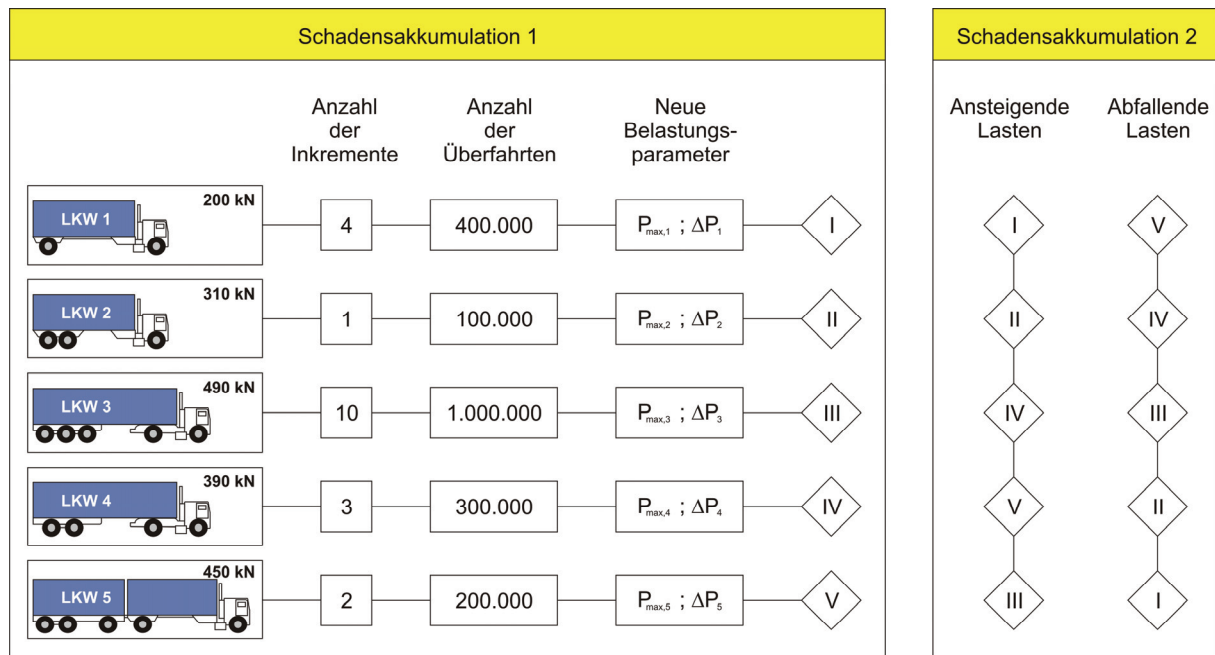 Schadensakkumulation 1
Anzahl
der
Inkremente
Anzahl
der
Überfahrten
Neue
Belastungs-
parameter
200 kN
LKW 1
4
400.000
Pmax,1 ; ΔP1
I
310 kN
LKW 2
1
100.000
Pmax,2 ; ΔP2
II
490 kN
LKW 3
10
1.000.000
Pmax,3 ; ΔP3
III
390 kN
LKW 4
3
300.000
Pmax,4 ; ΔP4
IV
450 kN
LKW 5
2
200.000
Pmax,5 ; ΔP5
V
Schadensakkumulation 2
Ansteigende
Lasten
Abfallende
Lasten
I
V
II
IV
IV
III
V
II
III
I